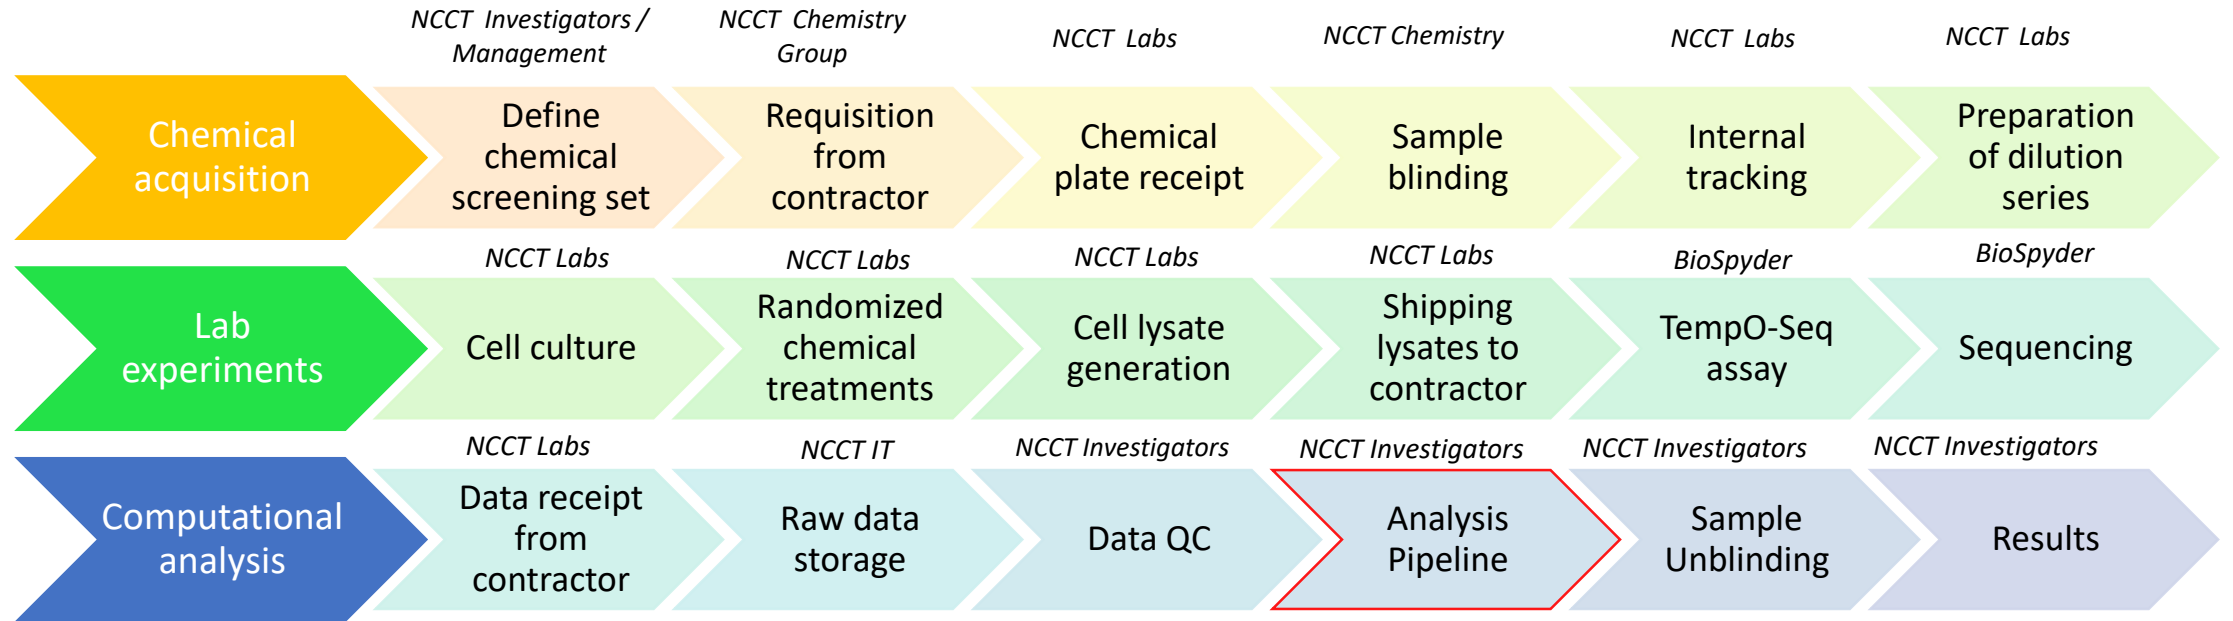 NCCT Investigators /
Management
NCCT Chemistry
Group
NCCT Labs
NCCT Chemistry
NCCT Labs
NCCT Labs
Chemical
acquisition
Define
chemical
screening set
Requisition
from
contractor
Chemical
plate receipt
Sample
blinding
Internal
tracking
Preparation
of dilution
series
NCCT Labs
NCCT Labs
NCCT Labs
NCCT Labs
BioSpyder
BioSpyder
Lab
experiments
Cell culture
Randomized
chemical
treatments
Cell lysate
generation
Shipping
lysates to
contractor
TempO-Seq
assay
Sequencing
NCCT Labs
NCCT IT
NCCT Investigators
NCCT Investigators
NCCT Investigators
NCCT Investigators
Computational
analysis
Data receipt
from
contractor
Raw data
storage
Data QC
Analysis
Pipeline
Sample
Unblinding
Results